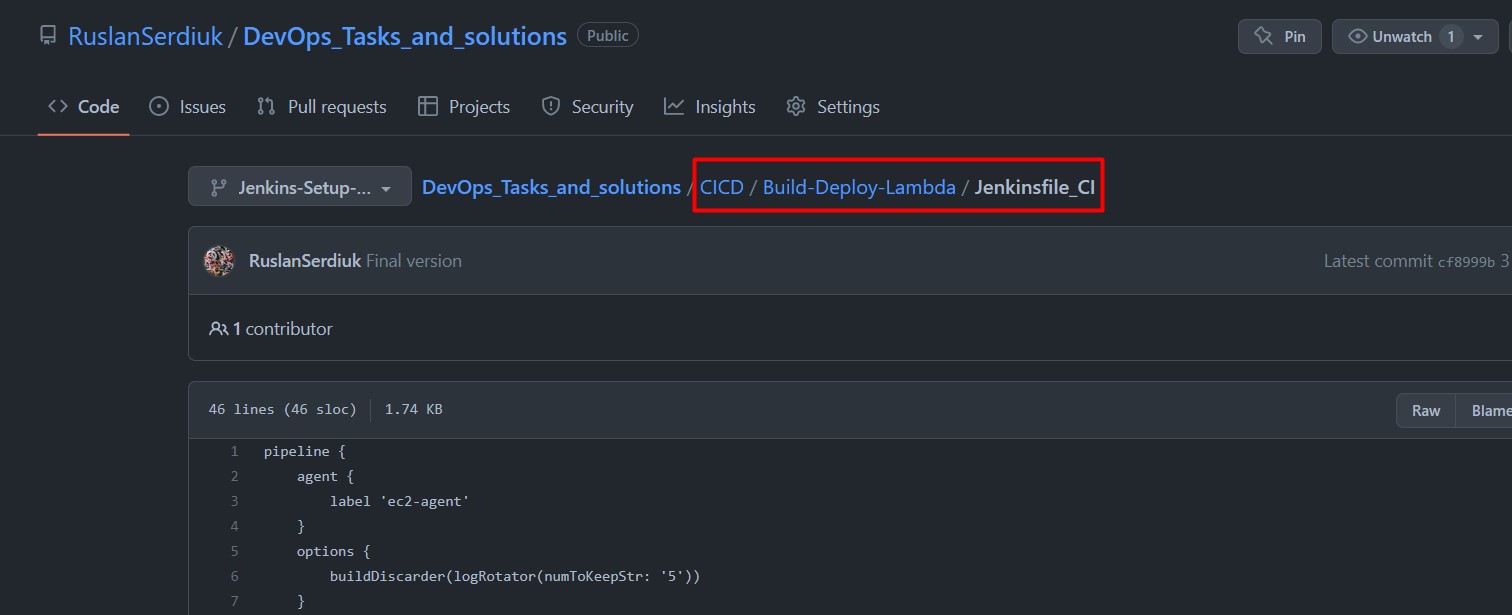 RuslanSerdiuk / DevOps_Tasks_and_solutions Public Pin Unwatch 1
Code Issues Pull requests Projects Security Insights Settings
Jenkins-Setup-... DevOps_Tasks_and_solutions / CICD / Build-Deploy-Lambda / Jenkinsfile_CI
RuslanSerdiuk Final version Latest commit cf8999b 3
1 contributor
46 lines (46 sloc) 1.74 KB Raw Blame
1 pipeline {
2 agent {
3 label 'ec2-agent'
4 }
5 options {
6 buildDiscarder(logRotator(numToKeepStr: '5'))
7 }